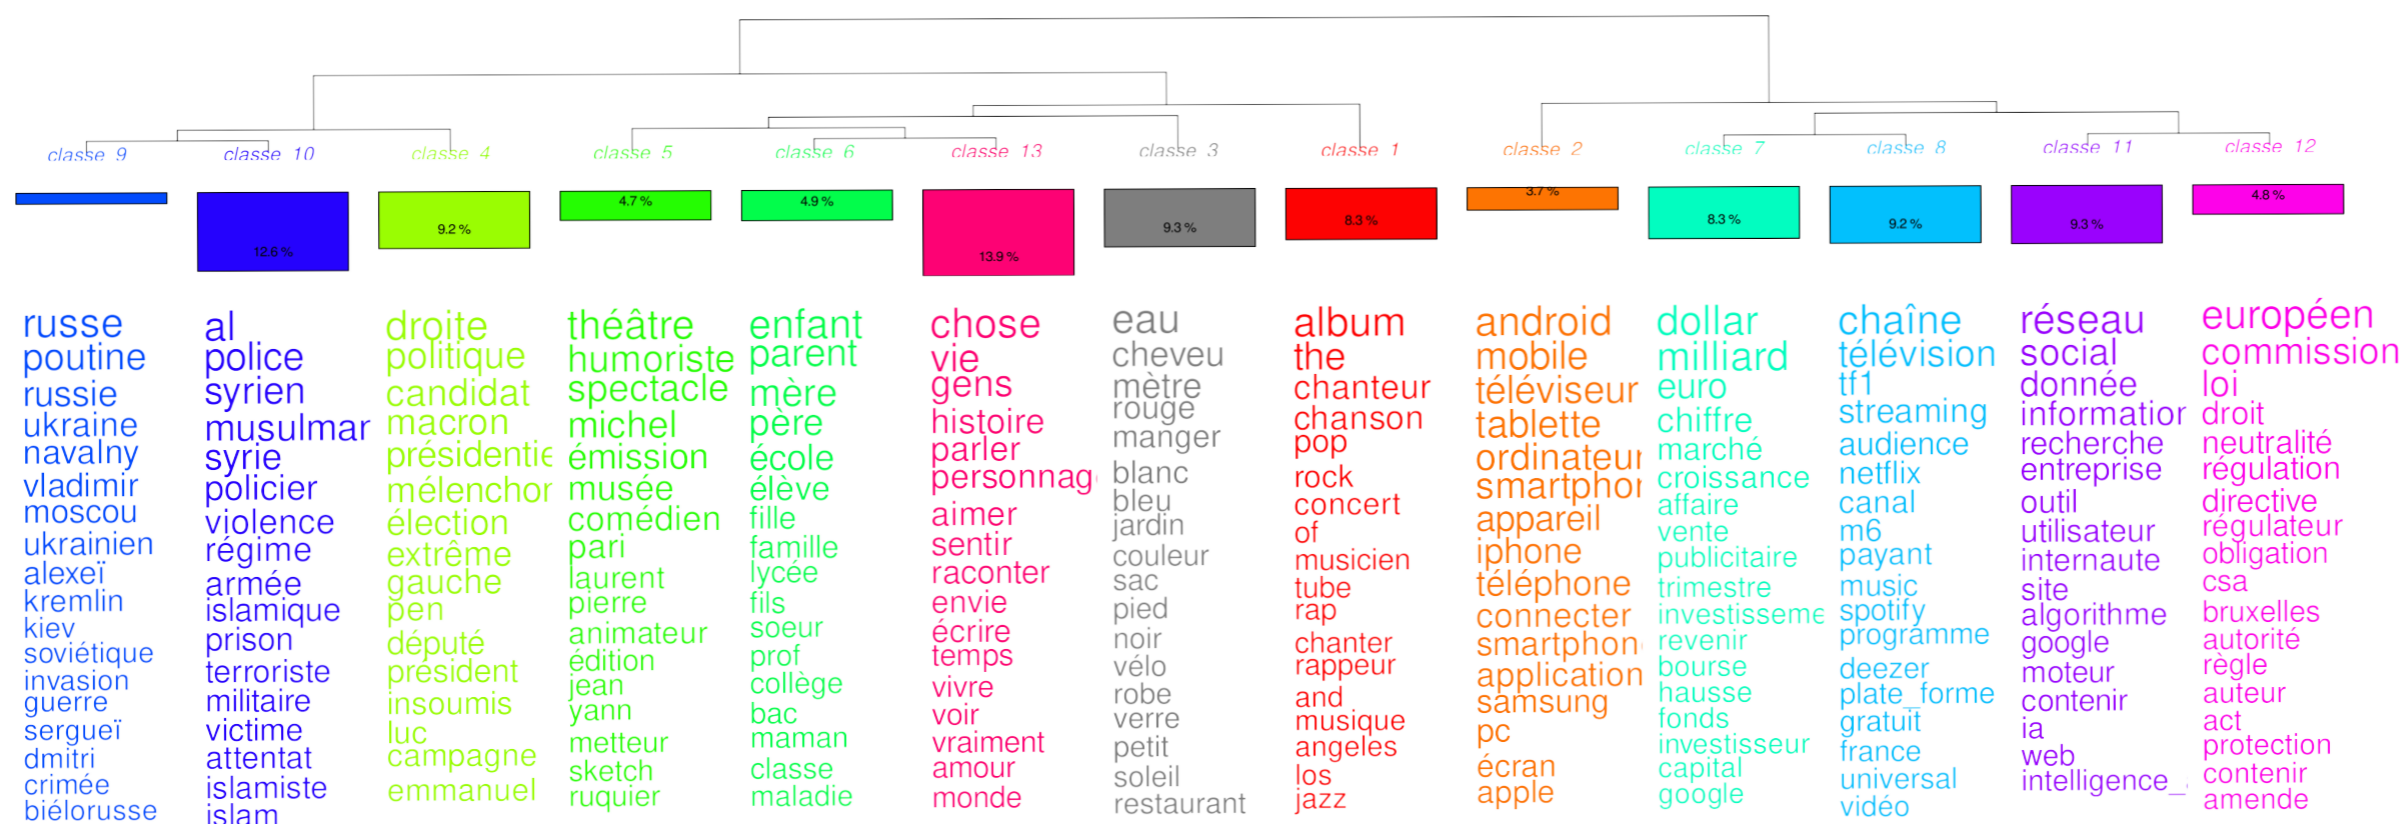 classe 9
classe 10
classe 4
classe 5
classe 6
classe 13
classe 3
classe 1
classe 2
classe 7
classe 8
classe 11
classe 12
12.6 %
9.2 %
4.7 %
4.9 %
13.9 %
9.3 %
8.3 %
3.7 %
8.3 %
9.2 %
9.3 %
4.8 %
russe
poutine
russie
ukraine
navalny
vladimir
moscou
ukrainien
alexeï
kremlin
kiev
soviétique
invasion
guerre
sergueï
dmitri
crimée
biélorusse
al
police
syrien
musulmar
syrie
policier
violence
régime
armée
islamique
prison
terroriste
militaire
victime
attentat
islamiste
islam
droite
politique
candidat
macron
présidentie
mélenchor
élection
extrême
gauche
pen
député
président
insoumis
luc
campagne
emmanuel
théâtre
humoriste
spectacle
michel
émission
musée
comédien
pari
laurent
pierre
animateur
édition
jean
yann
metteur
sketch
ruquier
enfant
parent
mère
père
école
élève
fille
famille
lycée
fils
soeur
prof
collège
bac
maman
classe
maladie
chose
vie
gens
histoire
parler
personnag
aimer
sentir
raconter
envie
écrire
temps
vivre
voir
vraiment
amour
monde
eau
cheveu
mètre
rouge
manger
blanc
bleu
jardin
couleur
sac
pied
noir
vélo
robe
verre
petit
soleil
restaurant
album
the
chanteur
chanson
pop
rock
concert
of
musicien
tube
rap
chanter
rappeur
and
musique
angeles
los
jazz
android
mobile
téléviseur
tablette
ordinateur
smartphor
appareil
iphone
téléphone
connecter
smartphon
application
samsung
pc
écran
apple
dollar
milliard
euro
chiffre
marché
croissance
affaire
vente
publicitaire
trimestre
investisseme
revenir
bourse
hausse
fonds
investisseur
capital
google
chaîne
télévision
tf1
streaming
audience
netflix
canal
m6
payant
music
spotify
programme
deezer
plate_forme
gratuit
france
universal
vidéo
réseau
social
donnée
informatior
recherche
entreprise
outil
utilisateur
internaute
site
algorithme
google
moteur
contenir
ia
web
intelligence_
européen
commission
loi
droit
neutralité
régulation
directive
régulateur
obligation
csa
bruxelles
autorité
règle
auteur
act
protection
contenir
amende